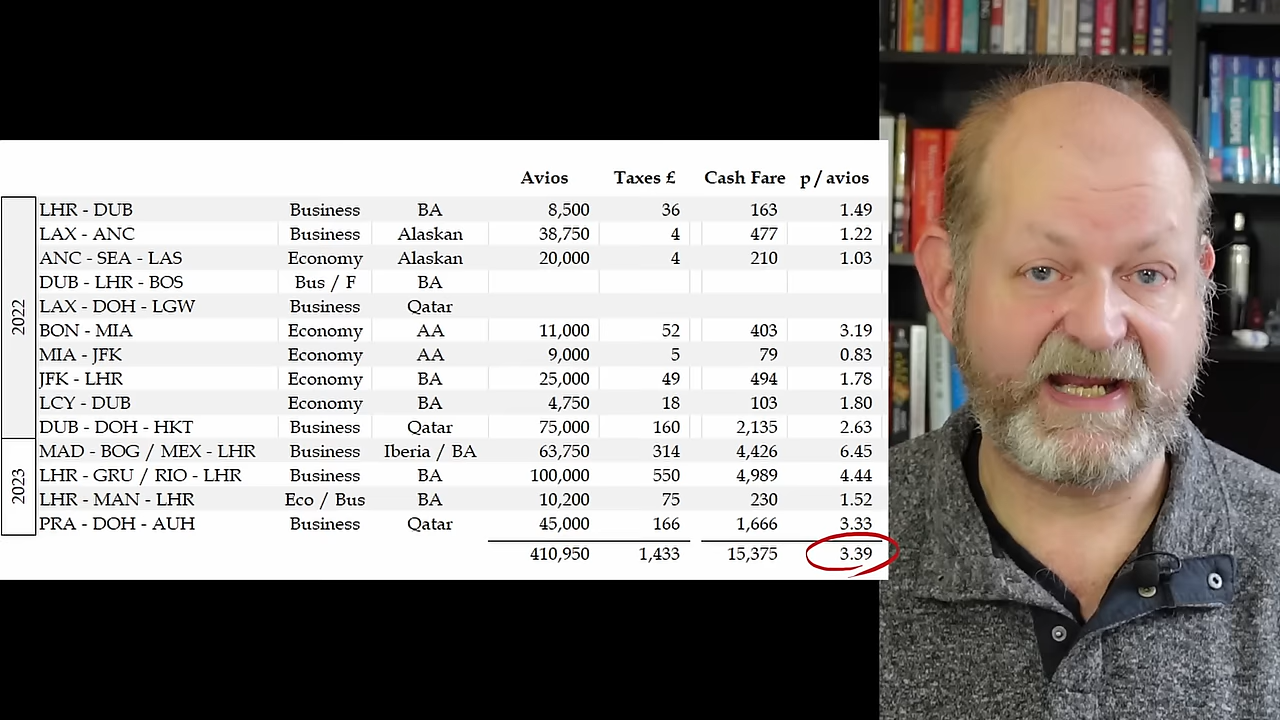 Avios Taxes £ Cash Fare p / avios
2022
LHR - DUB Business BA 8,500 36 163 1.49
LAX - ANC Business Alaskan 38,750 4 477 1.22
ANC - SEA - LAS Economy Alaskan 20,000 4 210 1.03
DUB - LHR - BOS Bus / F BA
LAX - DOH - LGW Business Qatar
BON - MIA Economy AA 11,000 52 403 3.19
MIA - JFK Economy AA 9,000 5 79 0.83
JFK - LHR Economy BA 25,000 49 494 1.78
LCY - DUB Economy BA 4,750 18 103 1.80
DUB - DOH - HKT Business Qatar 75,000 160 2,135 2.63
2023
MAD - BOG / MEX - LHR Business Iberia / BA 63,750 314 4,426 6.45
LHR - GRU / RIO - LHR Business BA 100,000 550 4,989 4.44
LHR - MAN - LHR Eco / Bus BA 10,200 75 230 1.52
PRA - DOH - AUH Business Qatar 45,000 166 1,666 3.33
410,950 1,433 15,375 3.39
EUROPE